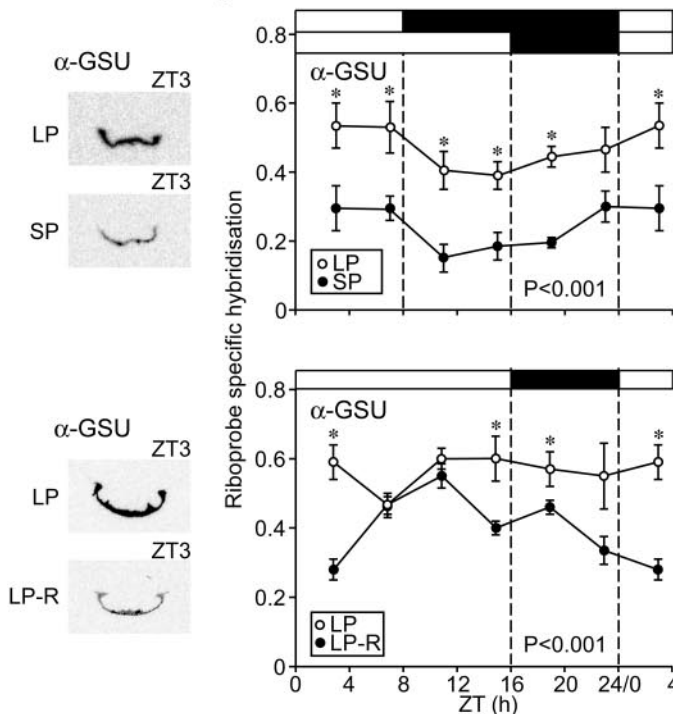 α-GSU
ZT3
LP
ZT3
SP
α-GSU
ZT3
LP
ZT3
LP-R
Riboprobe specific hybridisation
0.8
0.6
0.4
0.2
0
α-GSU
* * * * * *
LP
SP
P<0.001
0.8
0.6
0.4
0.2
0
α-GSU
* * * *
LP
LP-R
P<0.001
0 4 8 12 16 20 24/0 4
ZT (h)